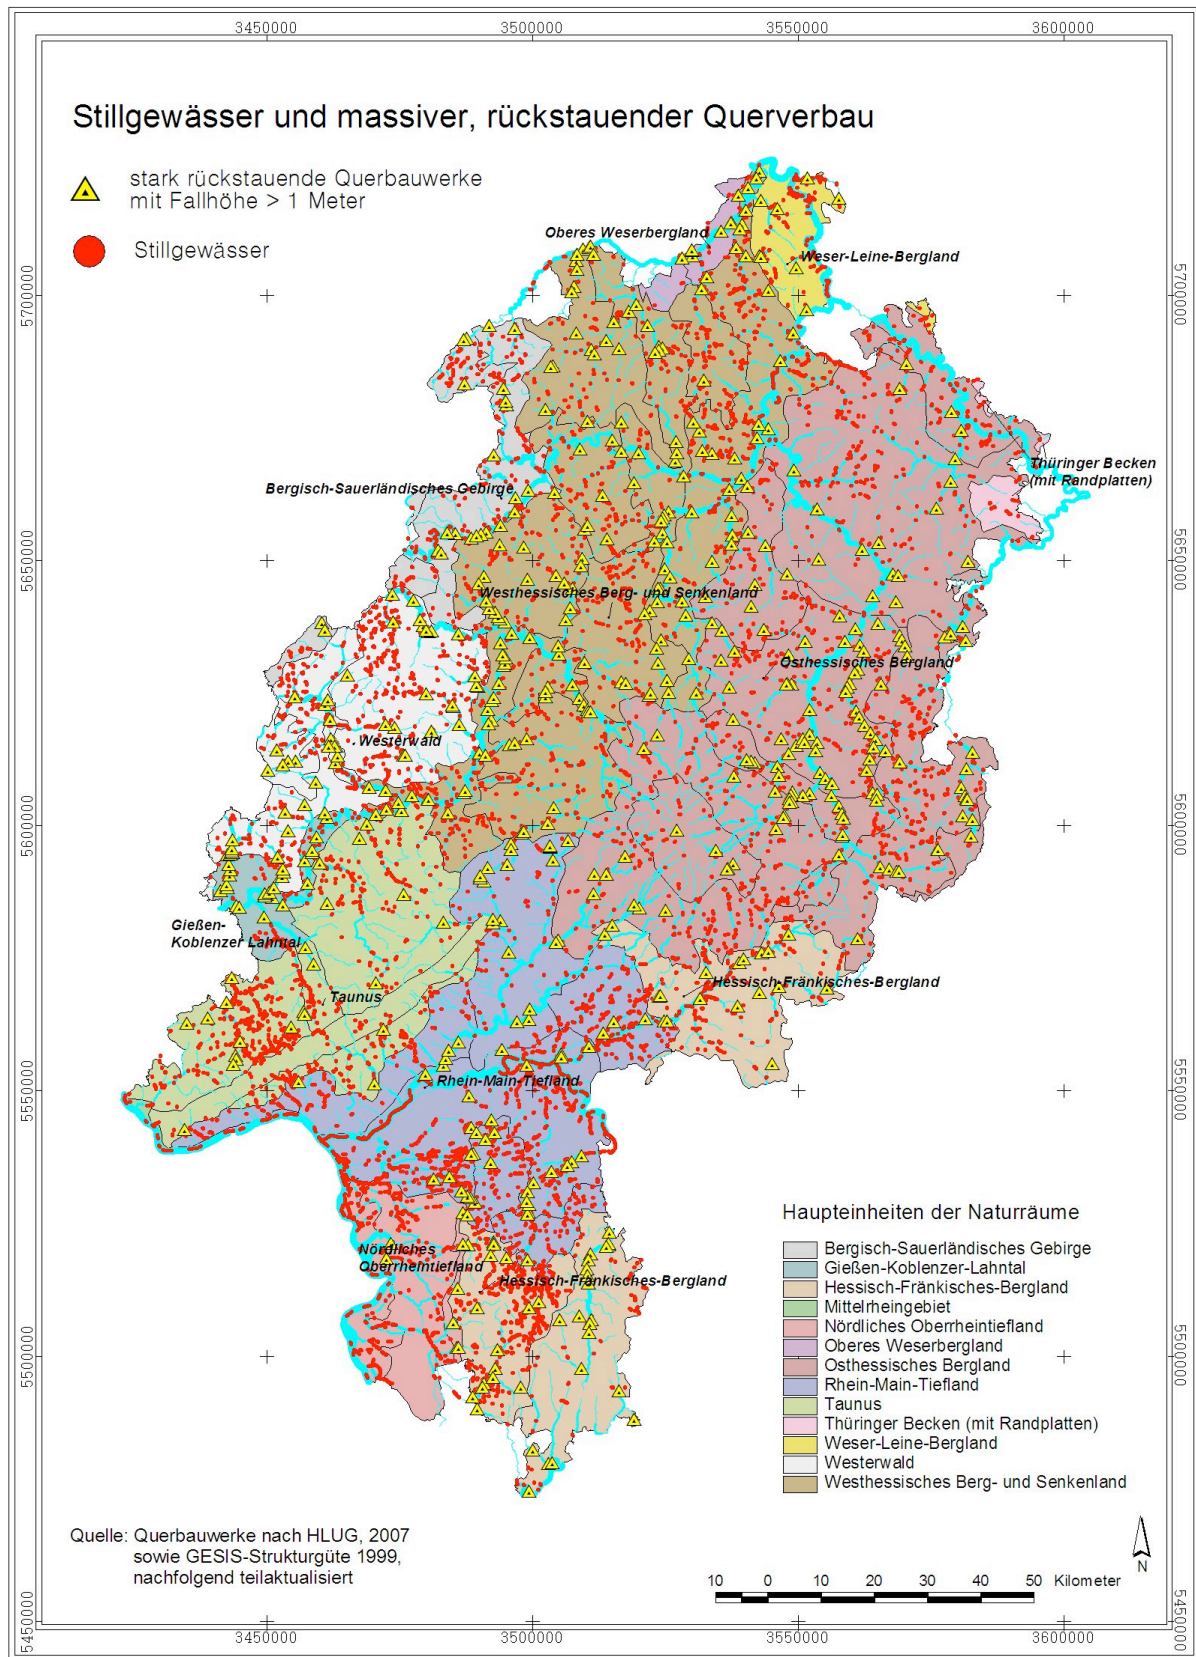 3450000 3500000 3550000 3600000
Stillgewässer und massiver, rückstauender Querverbau
stark rückstauende Querbauwerke
mit Fallhöhe > 1 Meter
Stillgewässer
Oberes Weserbergland
Weser-Leine-Bergland
5700000 5700000
Thüringer Becken
(mit Randplatten)
Bergisch-Sauerländisches Gebirge
5650000 5650000
Westhessisches Berg- und Senkenland
Osthessisches Bergland
Westerwald
5600000 5600000
Gießen-
Koblenzer Lahntal
Hessisch-Fränkisches-Bergland
Taunus
Rhein-Main-Tiefland
5550000 5550000
Nördliches
Oberrheintiefland
Hessisch-Fränkisches-Bergland
5500000 5500000
Haupteinheiten der Naturräume
Bergisch-Sauerländisches Gebirge
Gießen-Koblenzer-Lahntal
Hessisch-Fränkisches-Bergland
Mittelrheingebiet
Nördliches Oberrheintiefland
Oberes Weserbergland
Osthessisches Bergland
Rhein-Main-Tiefland
Taunus
Thüringer Becken (mit Randplatten)
Weser-Leine-Bergland
Westerwald
Westhessisches Berg- und Senkenland
Quelle: Querbauwerke nach HLUG, 2007
sowie GESIS-Strukturgüte 1999,
nachfolgend teilaktualisiert
N
10 0 10 20 30 40 50 Kilometer
5450000 5450000
3450000 3500000 3550000 3600000